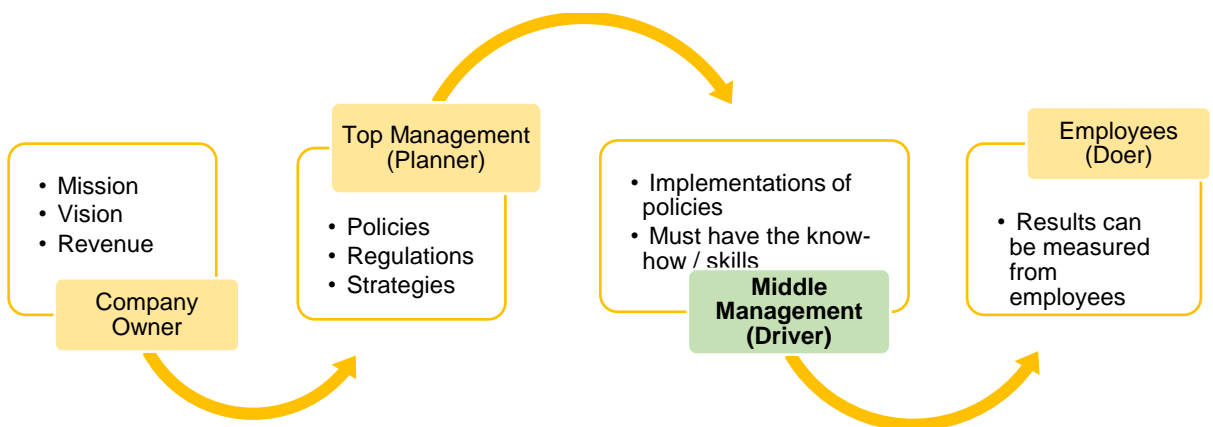 • Mission
• Vision
• Revenue
Company
Owner
Top Management
(Planner)
• Policies
• Regulations
• Strategies
• Implementations of
policies
• Must have the know-
how / skills
Middle
Management
(Driver)
Employees
(Doer)
• Results can
be measured
from
employees